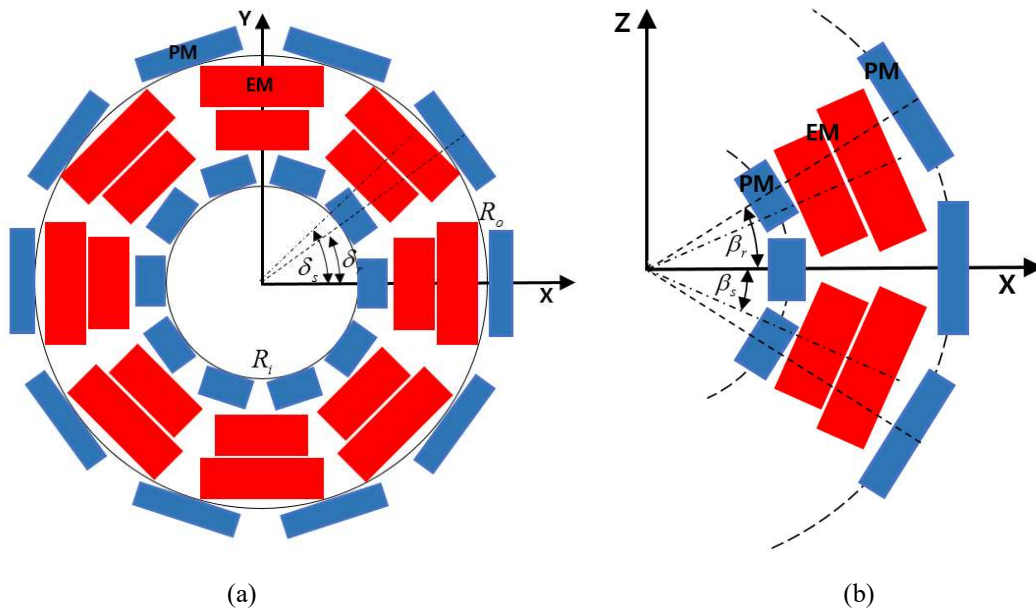 Y
PM
EM
R_o
δ_s
δ_r
X
R_i
(a)
Z
PM
EM
PM
β_r
β_s
X
(b)